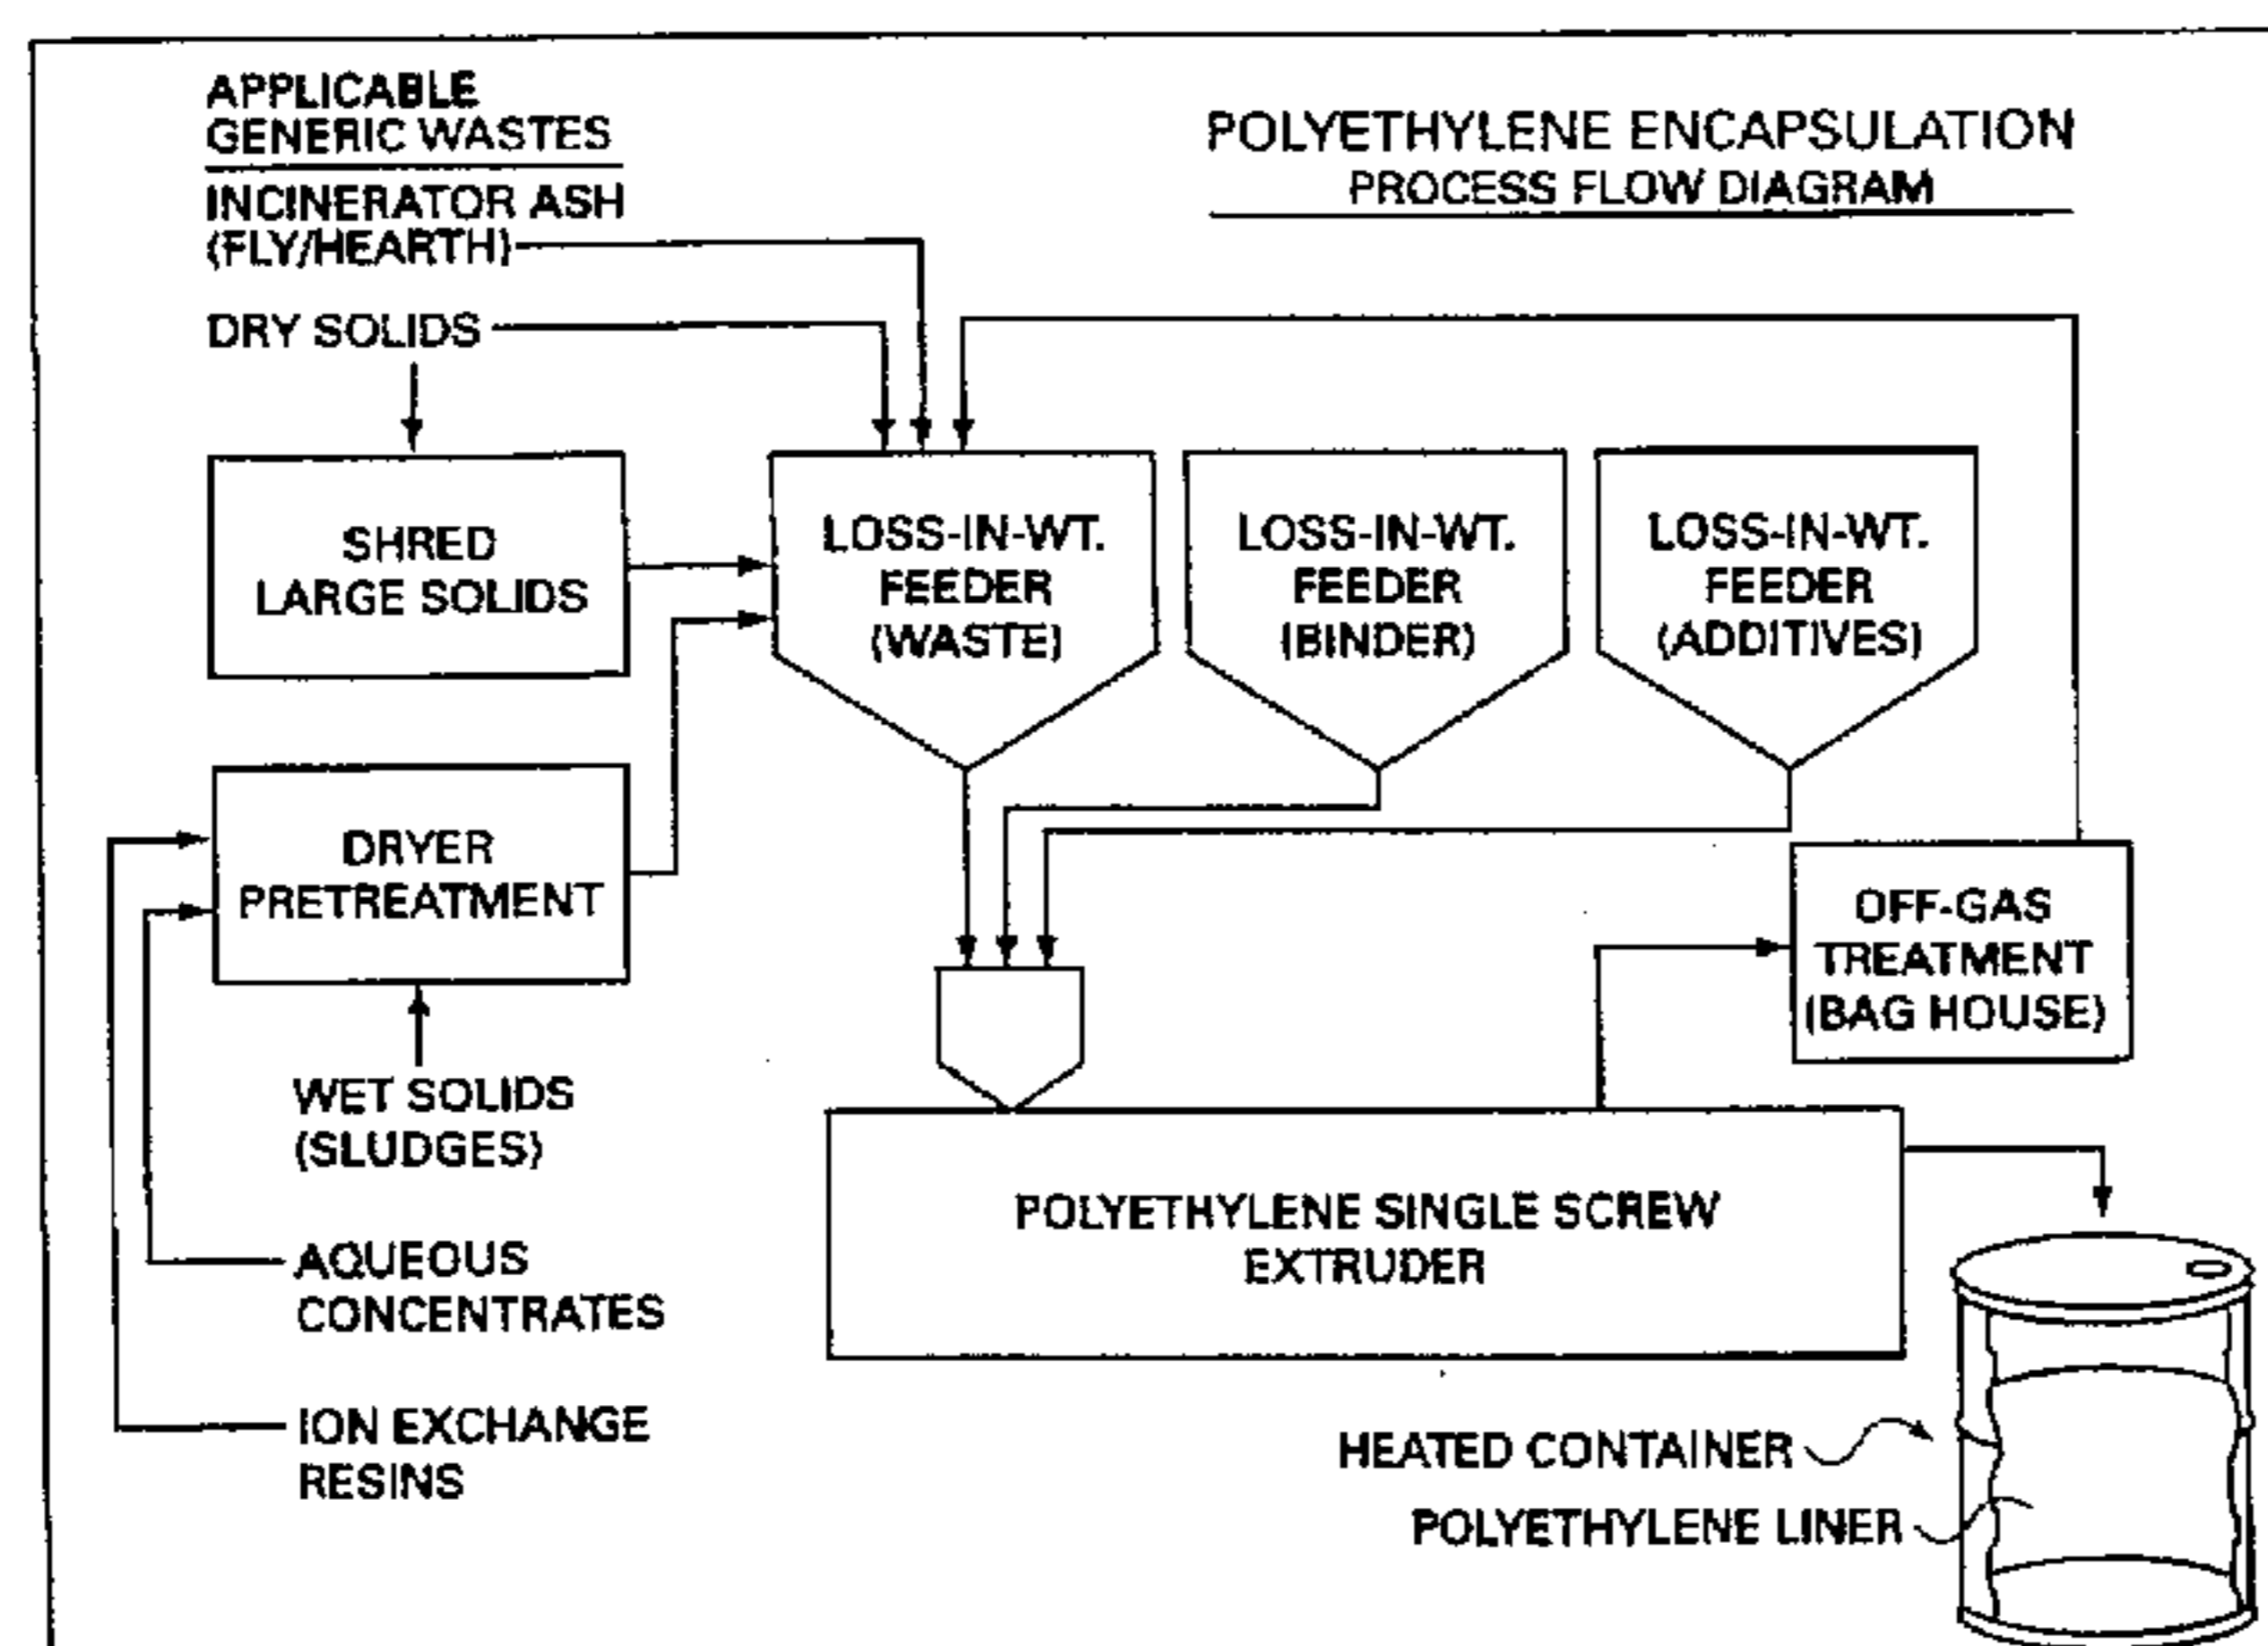 APPLICABLE
GENERIC WASTES
INCINERATOR ASH
(FLY/HEARTH)
DRY SOLIDS
POLYETHYLENE ENCAPSULATION
PROCESS FLOW DIAGRAM
SHRED
LARGE SOLIDS
LOSS-IN-WT.
FEEDER
(WASTE)
LOSS-IN-WT.
FEEDER
(BINDER)
LOSS-IN-WT.
FEEDER
(ADDITIVES)
DRYER
PRETREATMENT
OFF-GAS
TREATMENT
(BAG HOUSE)
WET SOLIDS
(SLUDGES)
AQUEOUS
CONCENTRATES
ION EXCHANGE
RESINS
POLYETHYLENE SINGLE SCREW
EXTRUDER
HEATED CONTAINER
POLYETHYLENE LINER